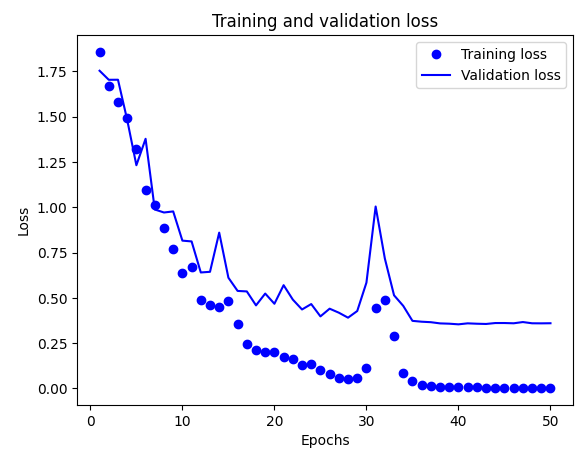 Training and validation loss
Training loss
Validation loss
1.75
1.50
1.25
1.00
0.75
0.50
0.25
0.00
Loss
0 10 20 30 40 50
Epochs